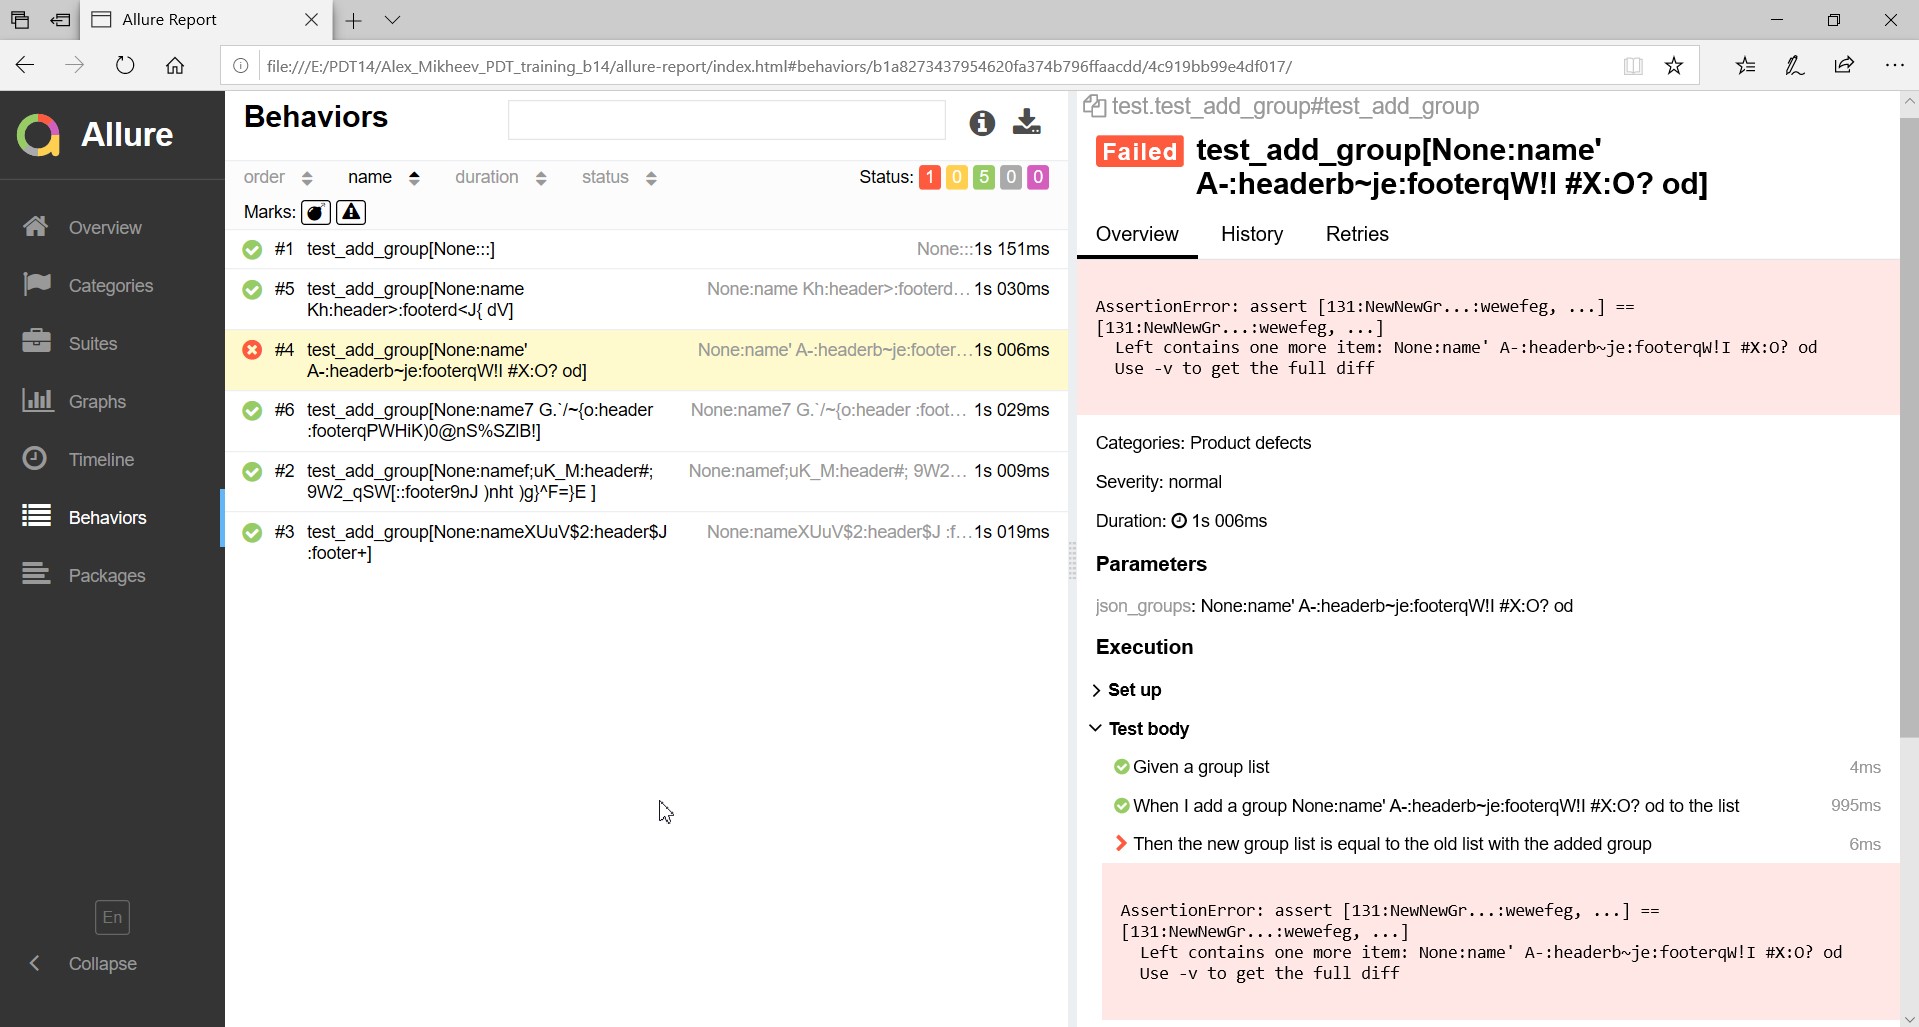 Allure Report
file:///E:/PDT14/Alex_Mikheev_PDT_training_b14/allure-report/index.html#behaviors/b1a8273437954620fa374b796ffaacdd/4c919bb99e4df017/
Allure
Overview
Categories
Suites
Graphs
Timeline
Behaviors
Packages
En
Collapse
Behaviors
order name duration status Status: 1 0 5 0 0
Marks:
#1 test_add_group[None:::] None:::1s 151ms
#5 test_add_group[None:name None:name Kh:header>:footerd... 1s 030ms
Kh:header>:footerd<J{ dV]
#4 test_add_group[None:name' None:name' A-:headerb~je:footer...1s 006ms
A-:headerb~je:footerqW!I #X:O? od]
#6 test_add_group[None:name7 G.`/~{o:header None:name7 G.`/~{o:header :foot... 1s 029ms
:footerqPWHiK)0@nS%SZIB!]
#2 test_add_group[None:namef;uK_M:header#; None:namef;uK_M:header#; 9W2... 1s 009ms
9W2_qSW[::footer9nJ )nht )g}^F=}E ]
#3 test_add_group[None:nameXUuV$2:header$J None:nameXUuV$2:header$J :f...1s 019ms
:footer+]
test.test_add_group#test_add_group
Failed test_add_group[None:name'
A-:headerb~je:footerqW!I #X:O? od]
Overview History Retries
AssertionError: assert [131:NewNewGr...:wewefeg, ...] ==
[131:NewNewGr...:wewefeg, ...]
Left contains one more item: None:name' A-:headerb~je:footerqW!I #X:O? od
Use -v to get the full diff
Categories: Product defects
Severity: normal
Duration: 1s 006ms
Parameters
json_groups: None:name' A-:headerb~je:footerqW!I #X:O? od
Execution
Set up
Test body
Given a group list 4ms
When I add a group None:name' A-:headerb~je:footerqW!I #X:O? od to the list 995ms
Then the new group list is equal to the old list with the added group 6ms
AssertionError: assert [131:NewNewGr...:wewefeg, ...] ==
[131:NewNewGr...:wewefeg, ...]
Left contains one more item: None:name' A-:headerb~je:footerqW!I #X:O? od
Use -v to get the full diff